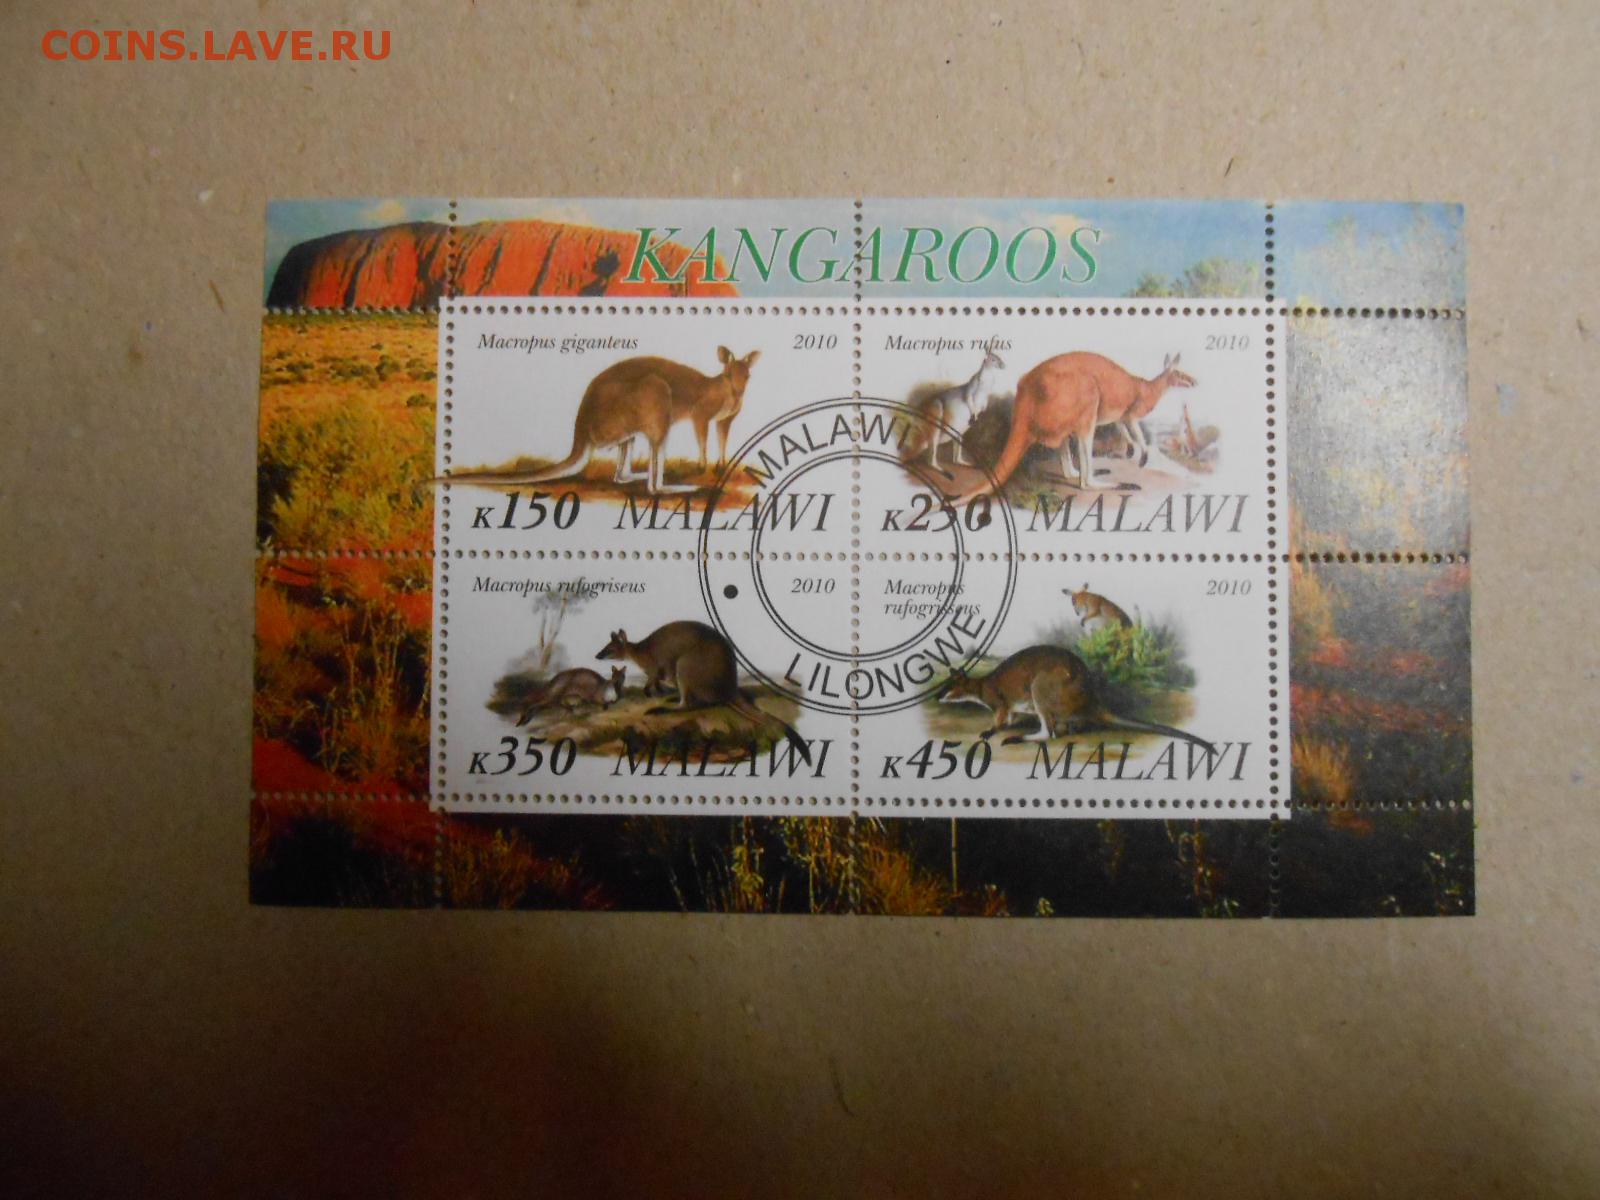 COINS.LAVE.RU
KANGAROOS
Macropus giganteus 2010
K150 MALAWI
Macropus rufus 2010
K250 MALAWI
Macropus rufogriseus 2010
K350 MALAWI
Macropus 2010
rufogrisseus
K450 MALAWI
MALAWI
LILONGWE